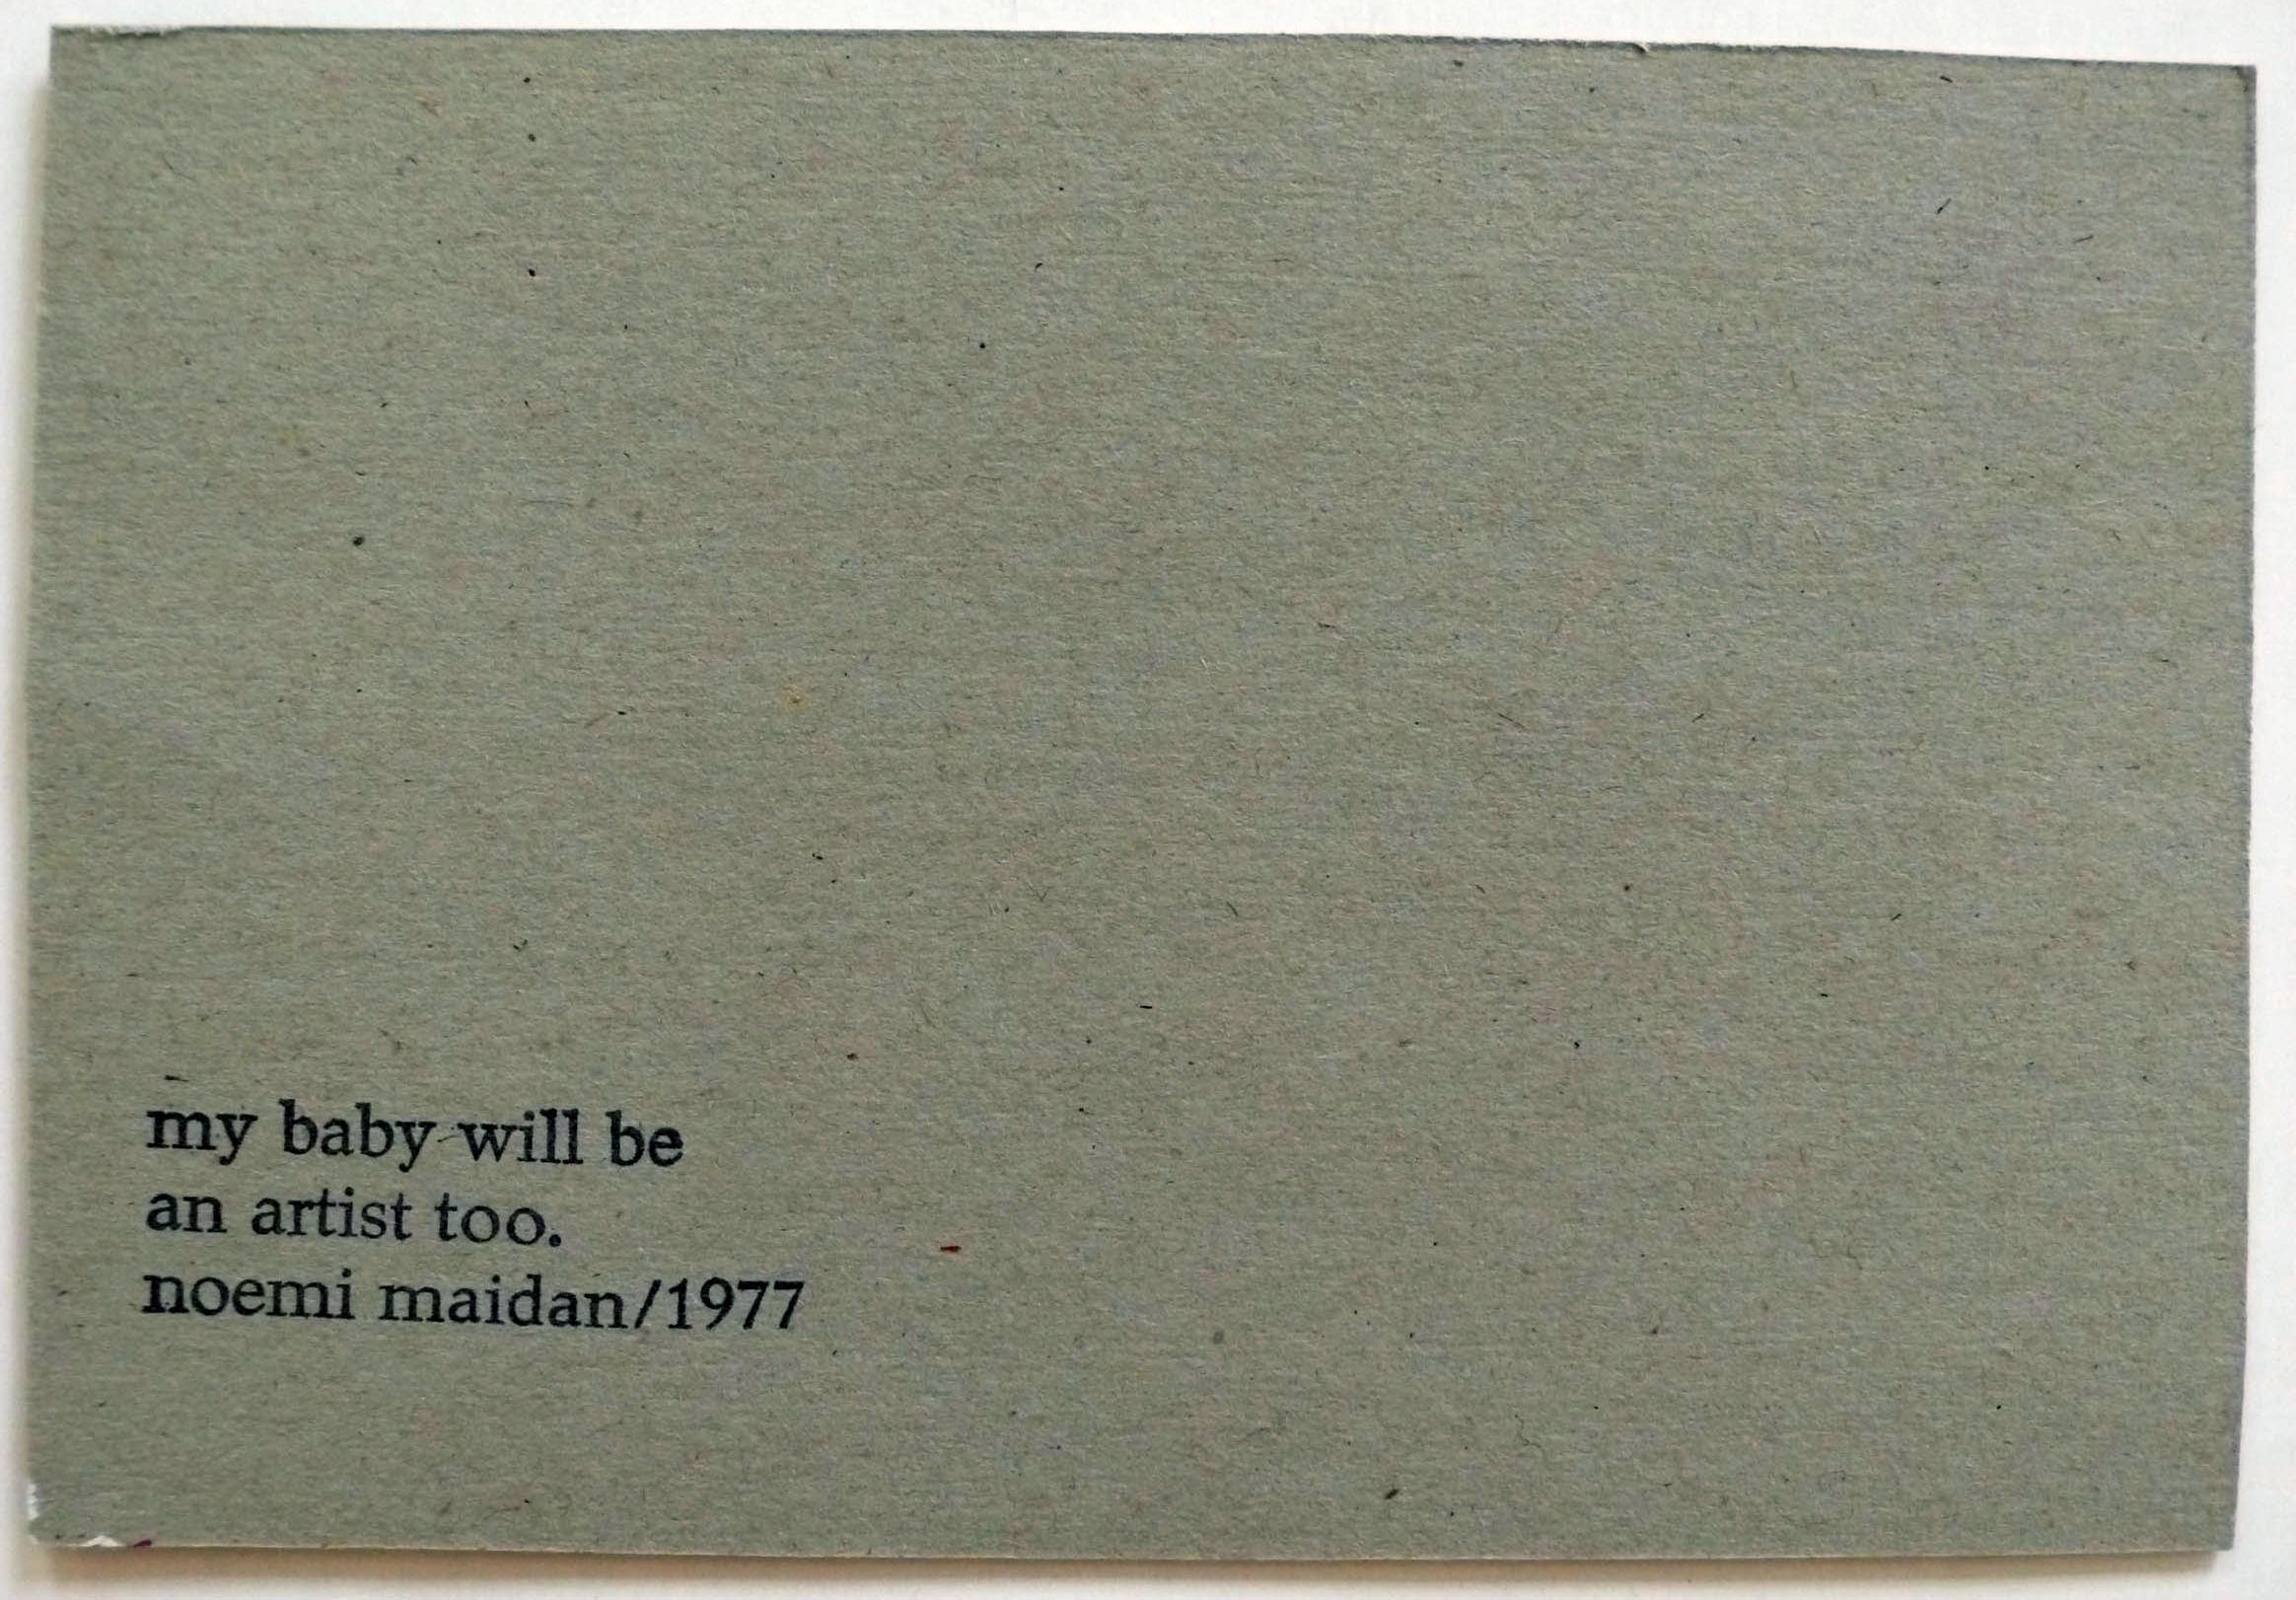 my baby will be
an artist too.
noemi maidan/1977